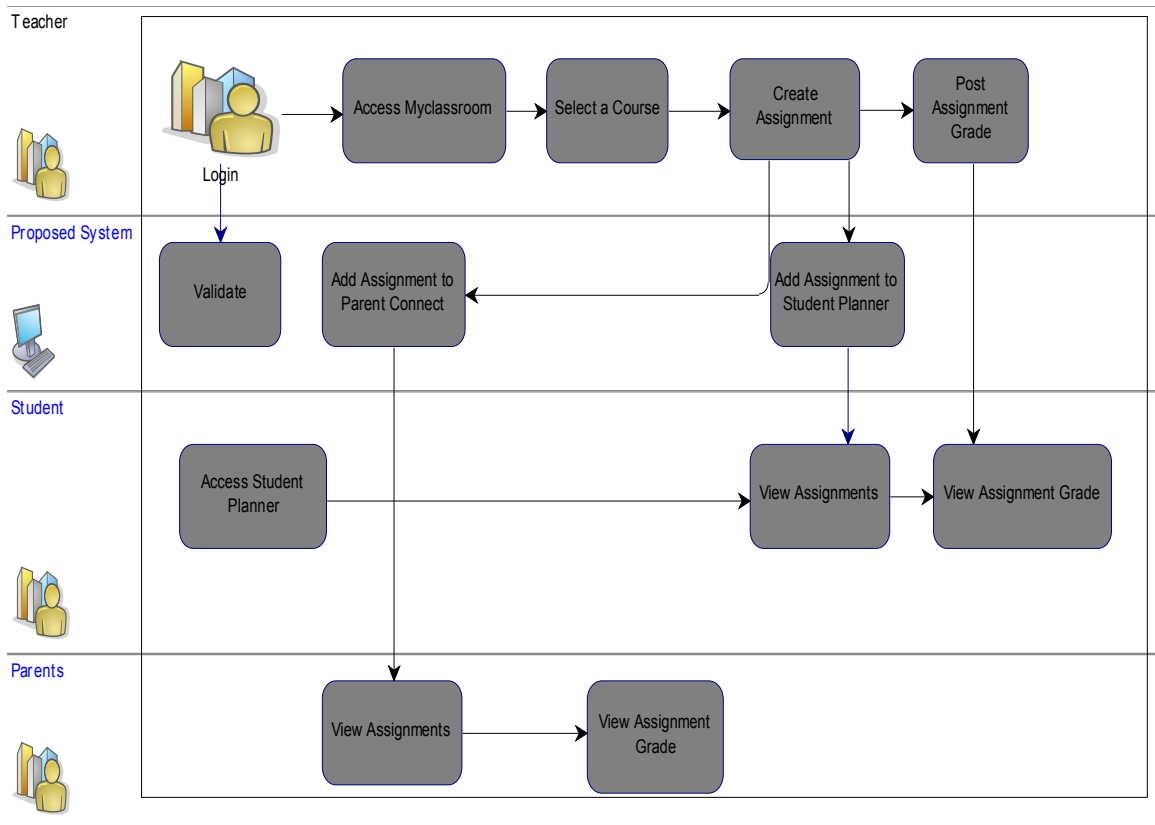 Teacher
Login
Access Myclassroom
Select a Course
Create
Assignment
Post
Assignment
Grade
Proposed System
Validate
Add Assignment to
Parent Connect
Add Assignment to
Student Planner
Student
Access Student
Planner
View Assignments
View Assignment Grade
Parents
View Assignments
View Assignment
Grade